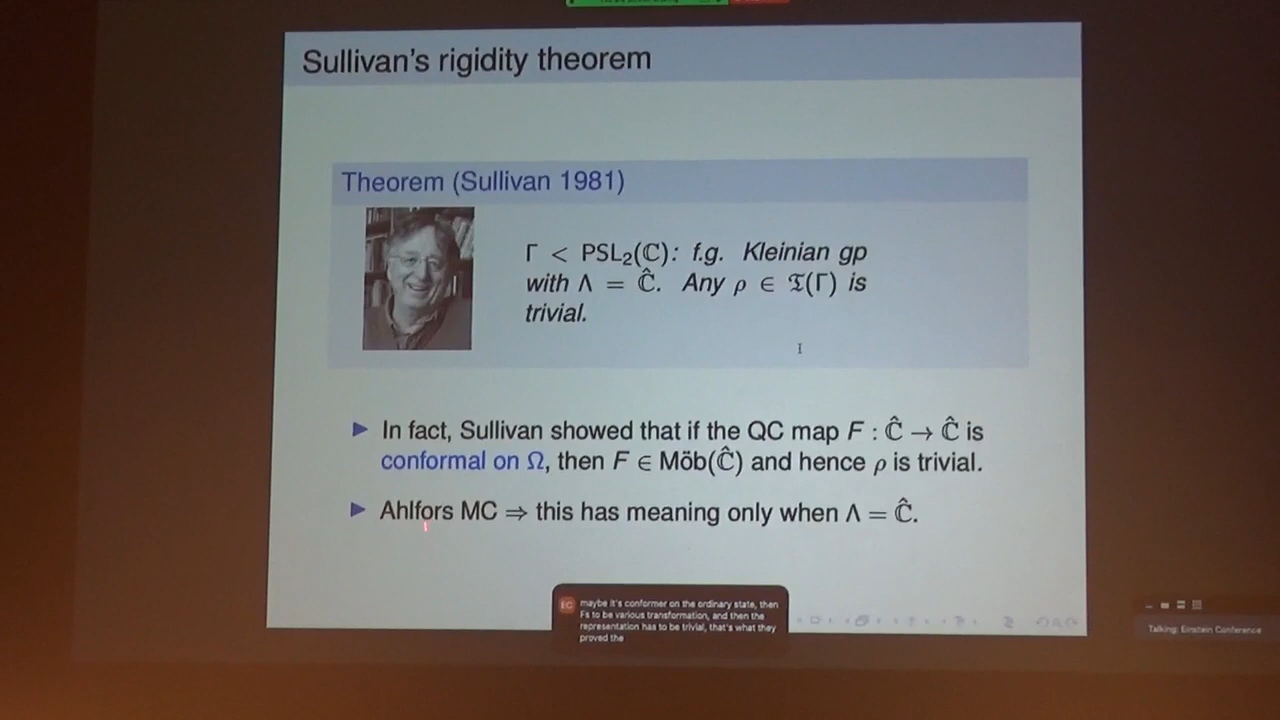 Sullivan's rigidity theorem
Theorem (Sullivan 1981)
Γ < PSL₂(ℂ): f.g. Kleinian gp
with Λ = Ĉ. Any ρ ∈ 𝔗(Γ) is
trivial.
▶ In fact, Sullivan showed that if the QC map F : Ĉ → Ĉ is
conformal on Ω, then F ∈ Möb(Ĉ) and hence ρ is trivial.
▶ Ahlfors MC ⇒ this has meaning only when Λ = Ĉ.
EC
maybe it's conformer on the ordinary state, then
Fs to be various transformation, and then the
representation has to be trivial, that's what they
proved the
Talking: Einstein Conference